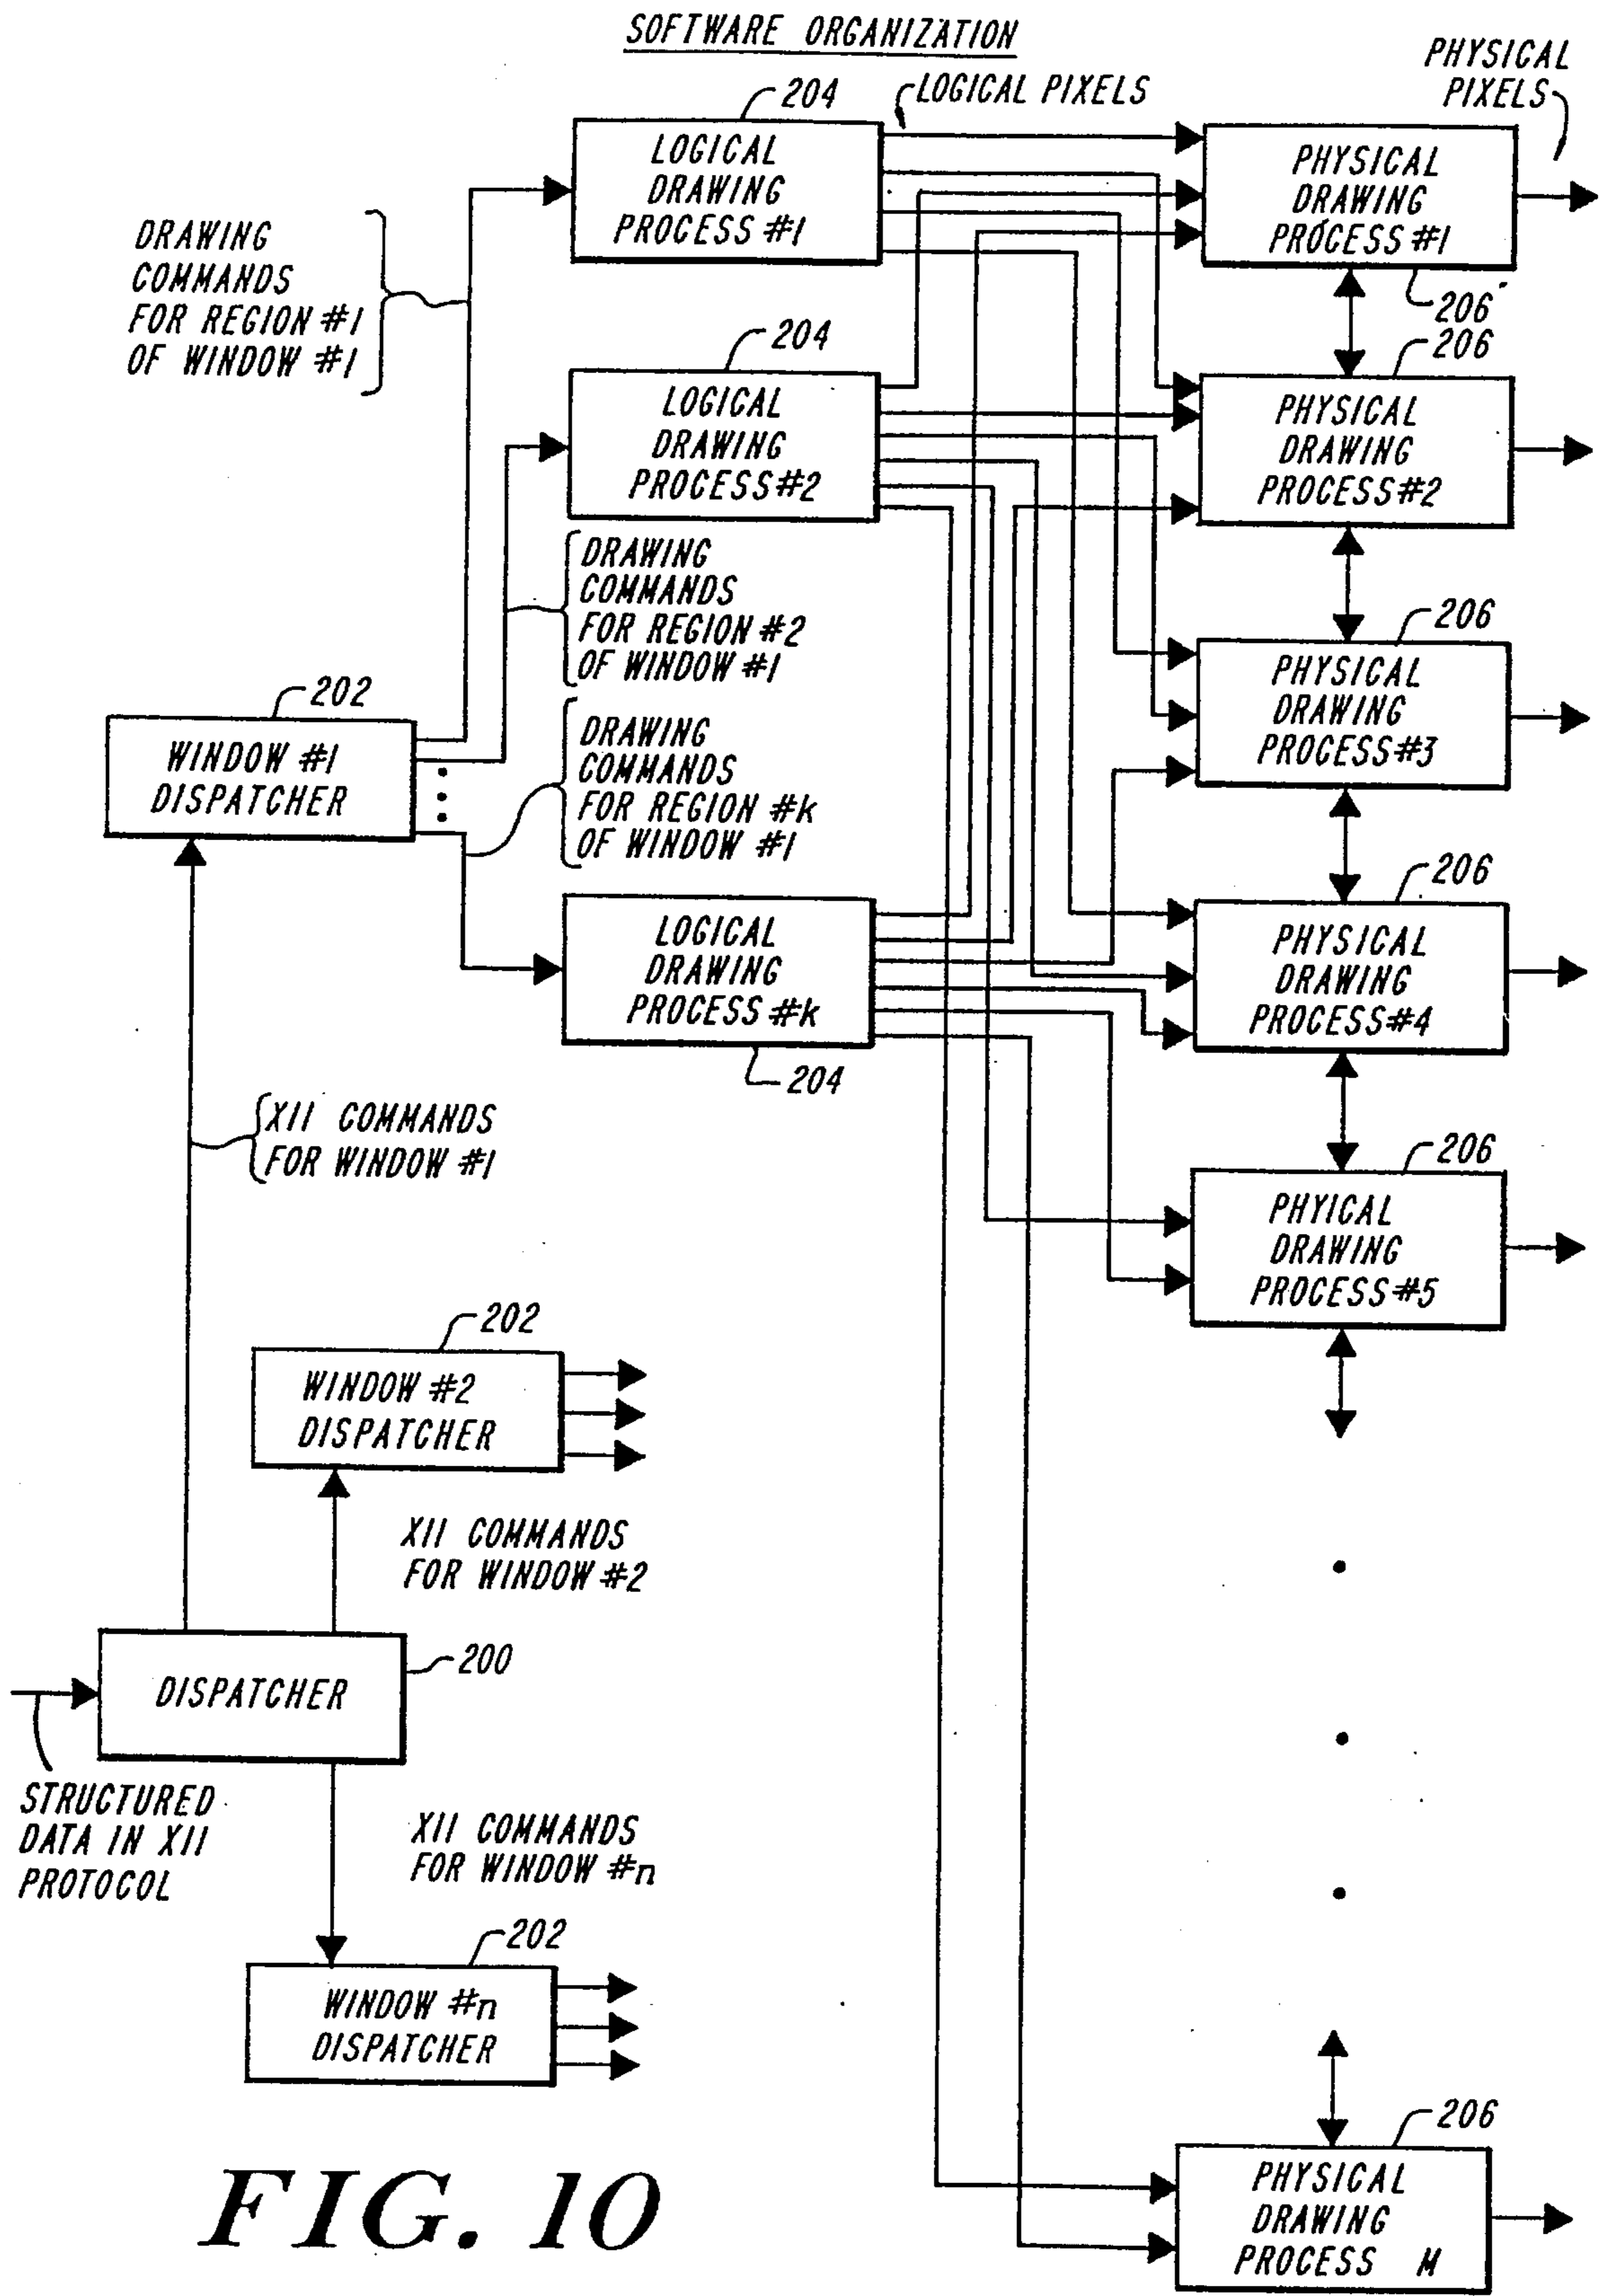 SOFTWARE ORGANIZATION
PHYSICAL
PIXELS
LOGICAL PIXELS
204
LOGICAL
DRAWING
PROCESS #1
PHYSICAL
DRAWING
PROCESS #1
206
DRAWING
COMMANDS
FOR REGION #1
OF WINDOW #1
204
LOGICAL
DRAWING
PROCESS #2
206
PHYSICAL
DRAWING
PROCESS #2
DRAWING
COMMANDS
FOR REGION #2
OF WINDOW #1
206
PHYSICAL
DRAWING
PROCESS #3
202
WINDOW #1
DISPATCHER
DRAWING
COMMANDS
FOR REGION #k
OF WINDOW #1
LOGICAL
DRAWING
PROCESS #k
204
206
PHYSICAL
DRAWING
PROCESS #4
X11 COMMANDS
FOR WINDOW #1
206
PHYICAL
DRAWING
PROCESS #5
202
WINDOW #2
DISPATCHER
X11 COMMANDS
FOR WINDOW #2
200
DISPATCHER
STRUCTURED
DATA IN X11
PROTOCOL
X11 COMMANDS
FOR WINDOW #n
202
WINDOW #n
DISPATCHER
206
PHYSICAL
DRAWING
PROCESS M
FIG. 10